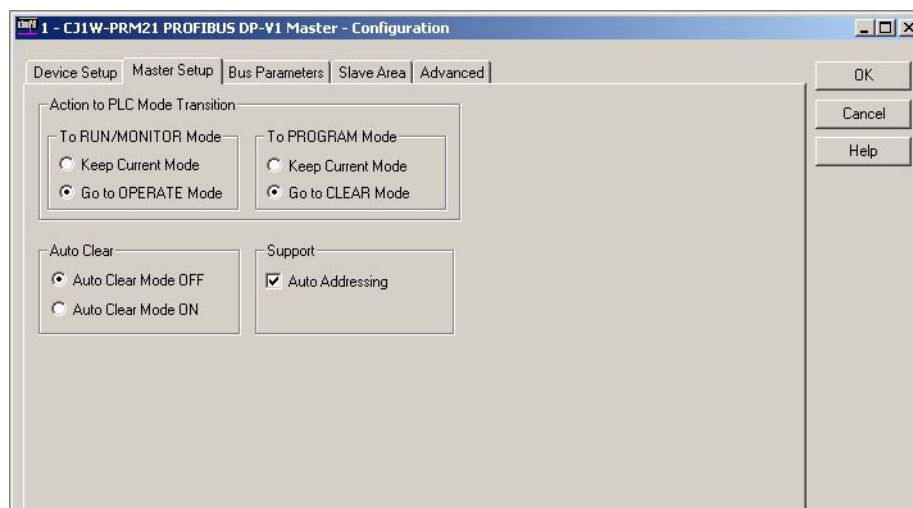 1 - CJ1W-PRM21 PROFIBUS DP-V1 Master - Configuration
Device Setup Master Setup Bus Parameters Slave Area Advanced
OK
Cancel
Help
Action to PLC Mode Transition
To RUN/MONITOR Mode
Keep Current Mode
Go to OPERATE Mode
To PROGRAM Mode
Keep Current Mode
Go to CLEAR Mode
Auto Clear
Auto Clear Mode OFF
Auto Clear Mode ON
Support
Auto Addressing